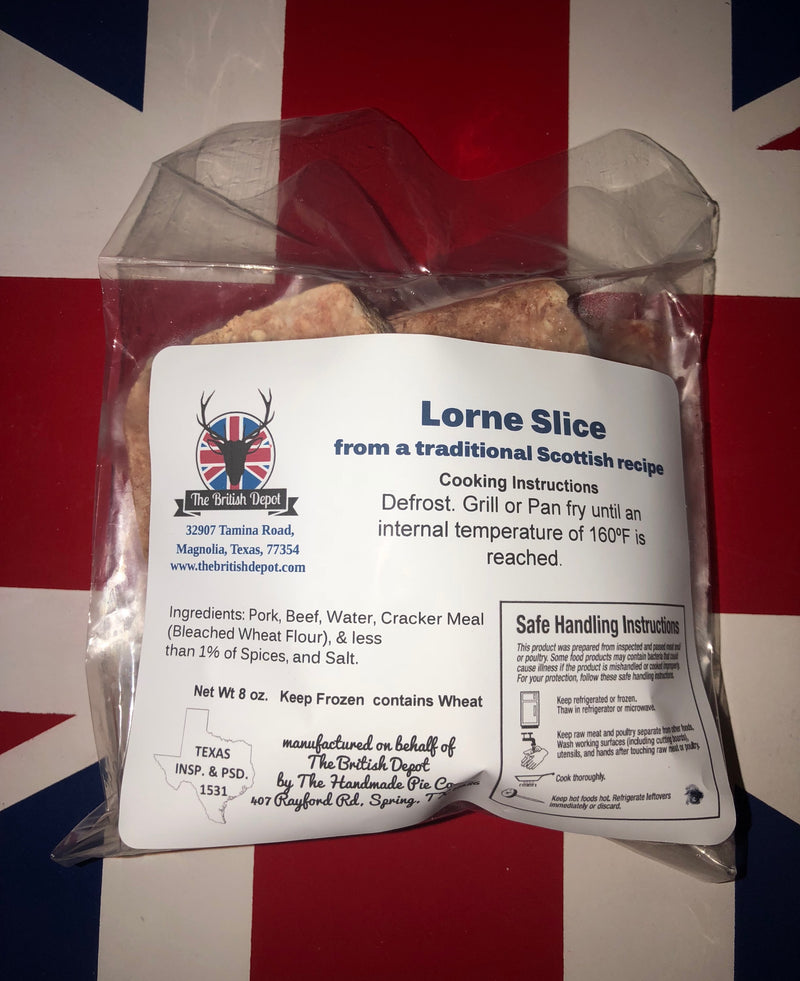 Lorne Slice
from a traditional Scottish recipe
Cooking Instructions
Defrost. Grill or Pan fry until an
internal temperature of 160ºF is
reached.
The British Depot
32907 Tamina Road,
Magnolia, Texas, 77354
www.thebritishdepot.com
Ingredients: Pork, Beef, Water, Cracker Meal
(Bleached Wheat Flour), & less
than 1% of Spices, and Salt.
Net Wt 8 oz. Keep Frozen contains Wheat
TEXAS
INSP. & PSD.
1531
manufactured on behalf of
The British Depot
by The Handmade Pie
407 Rayford Rd, Spring, TX
Safe Handling Instructions
This product was prepared from inspected and passed meat and/
or poultry. Some food products may contain bacteria that could
cause illness if the product is mishandled or cooked improperly.
For your protection, follow these safe handling instructions.
Keep refrigerated or frozen.
Thaw in refrigerator or microwave.
Keep raw meat and poultry separate from other foods.
Wash working surfaces (including cutting boards),
utensils, and hands after touching raw meat or poultry.
Cook thoroughly.
Keep hot foods hot. Refrigerate leftovers
immediately or discard.